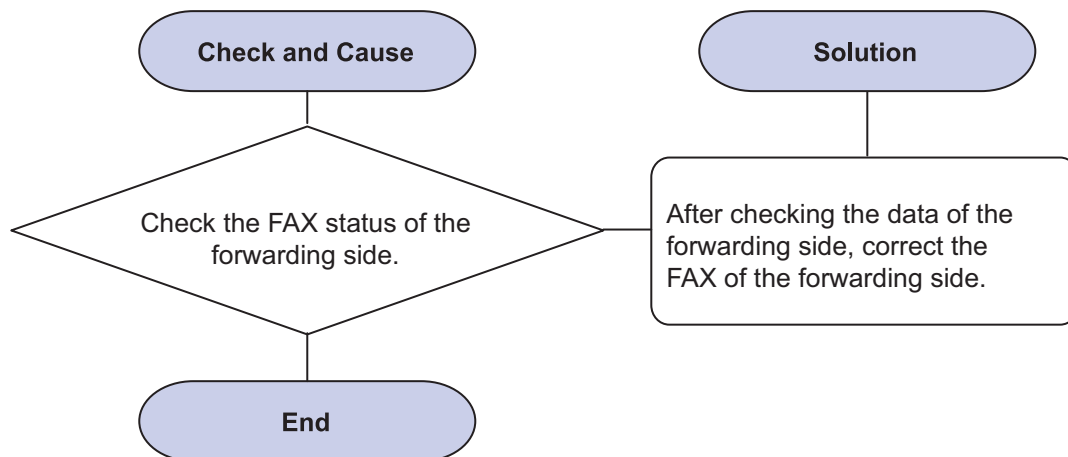 Check and Cause
Solution
Check the FAX status of the
forwarding side.
After checking the data of the
forwarding side, correct the
FAX of the forwarding side.
End